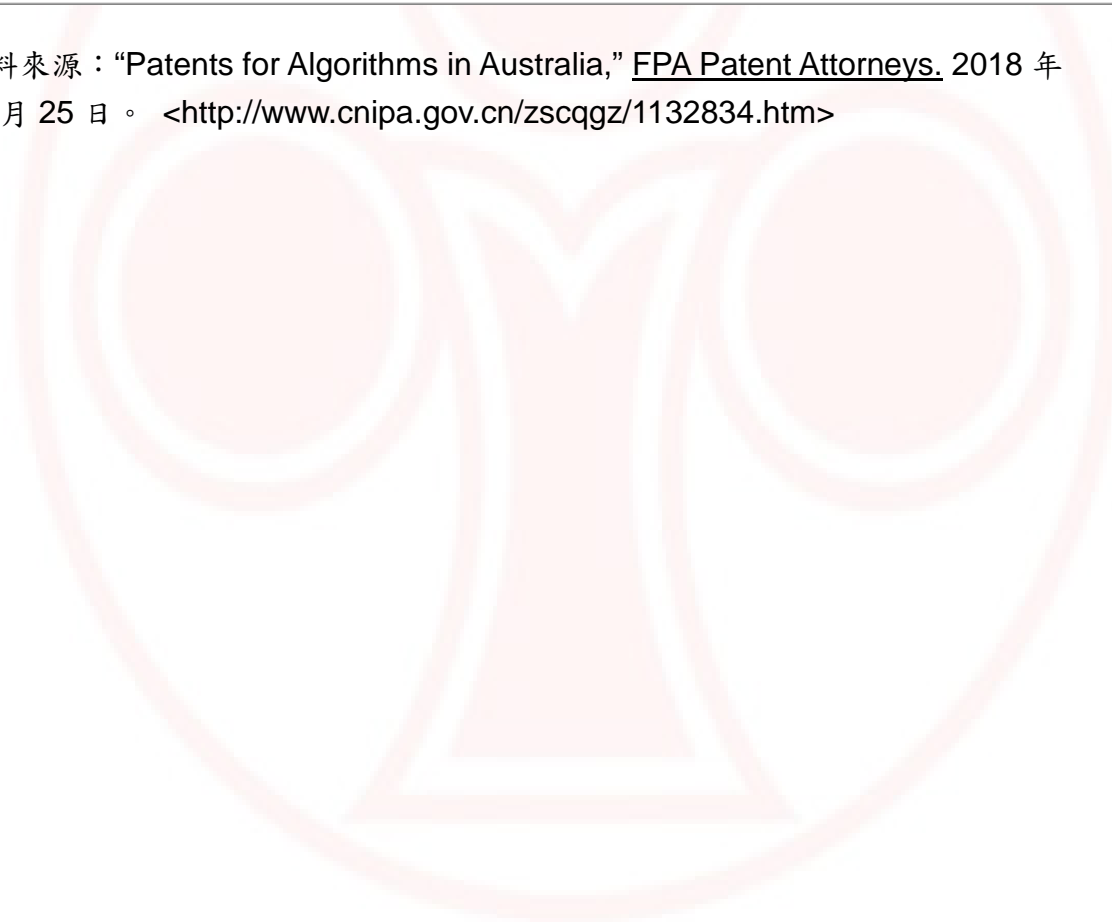 料來源：“Patents for Algorithms in Australia,” FPA Patent Attorneys. 2018 年
月 25 日。 <http://www.cnipa.gov.cn/zscqgz/1132834.htm>